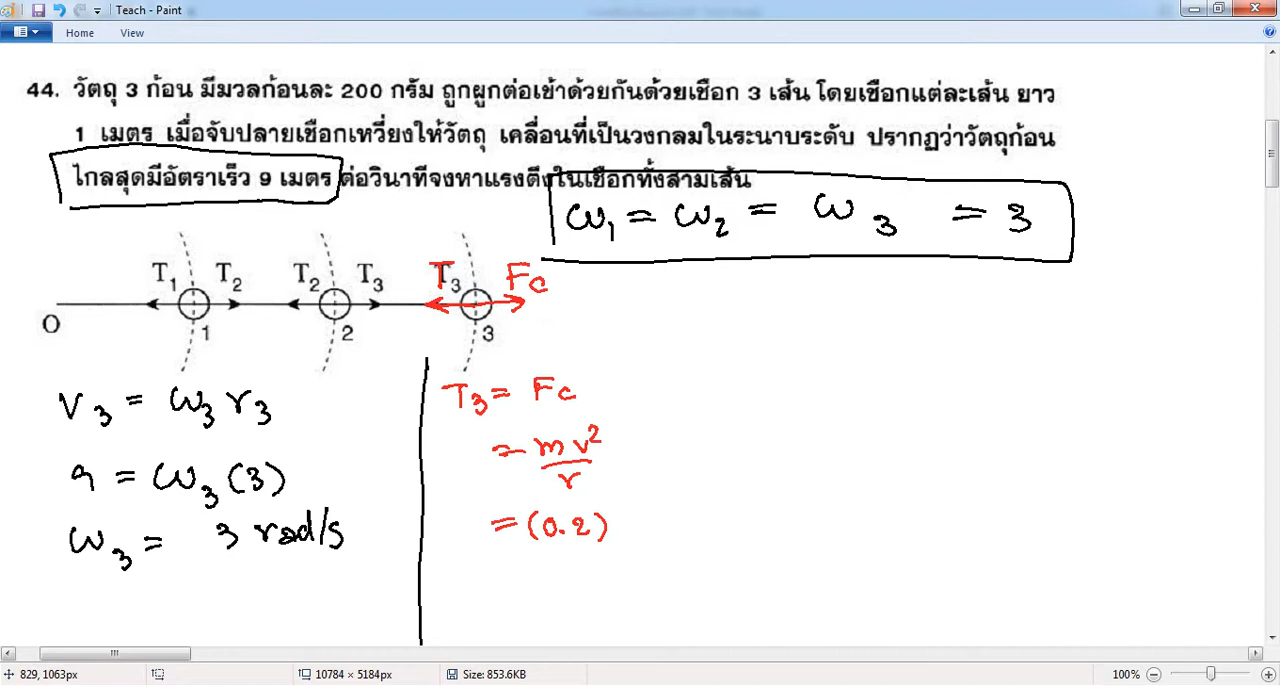 Teach - Paint
Home View
44. วัตถุ 3 ก้อน มีมวลก้อนละ 200 กรัม ถูกผูกต่อเข้าด้วยกันด้วยเชือก 3 เส้น โดยเชือกแต่ละเส้น ยาว
1 เมตร เมื่อจับปลายเชือกเหวี่ยงให้วัตถุ เคลื่อนที่เป็นวงกลมในระนาบระดับ ปรากฏว่าวัตถุก้อน
ไกลสุดมีอัตราเร็ว 9 เมตร ต่อวินาทีจงหาแรงตึงในเชือกทั้งสามเส้น
ω₁ = ω₂ = ω₃ = 3
T₁ T₂ T₂ T₃ T T₃ Fc
O 1 2 3
v₃ = ω₃ r₃
9 = ω₃ (3)
ω₃ = 3 rad/s
T₃ = Fc
= mv²
r
= (0.2)
829, 1063px 10784 × 5184px Size: 853.6KB 100%